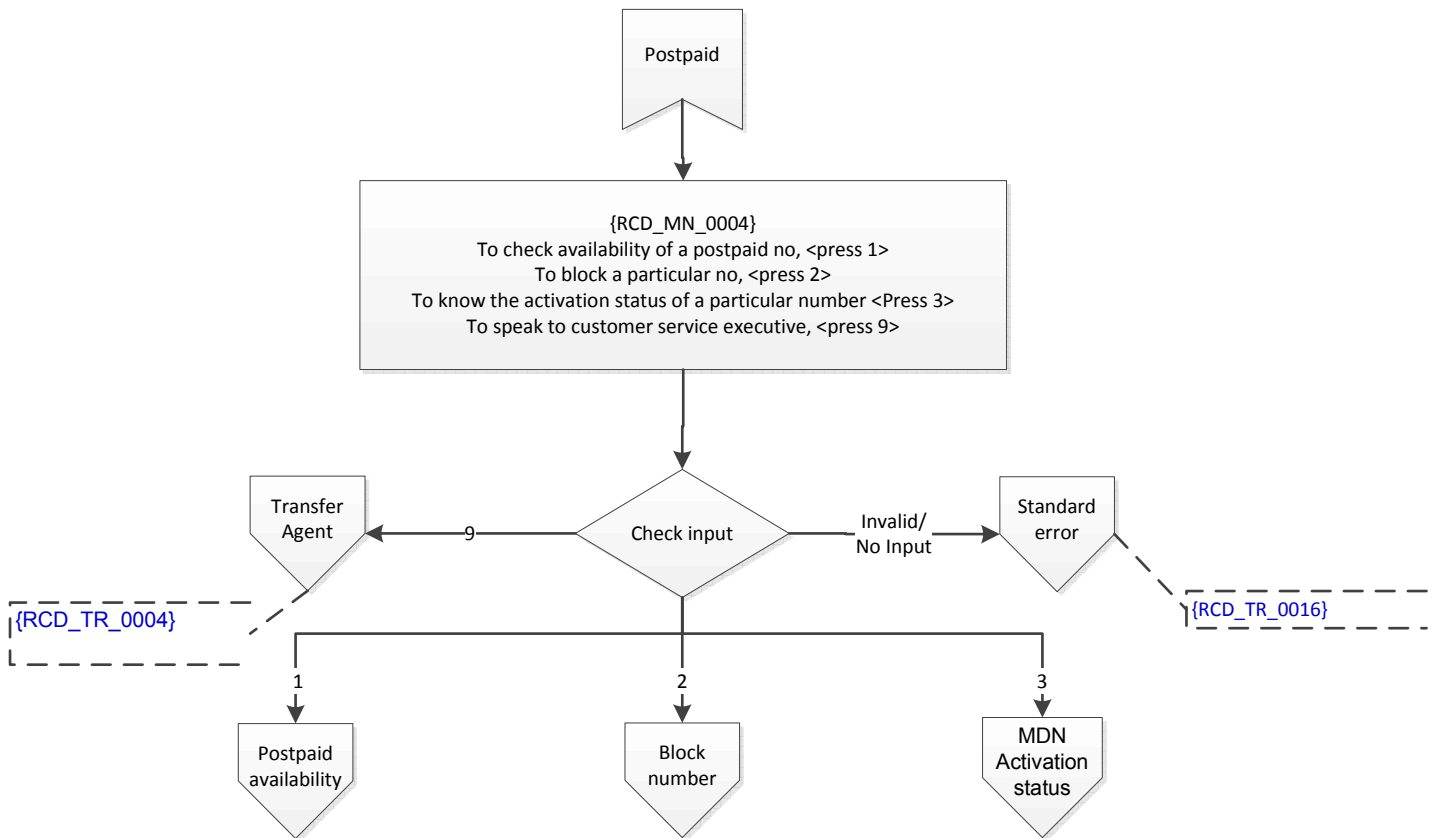 Postpaid
{RCD_MN_0004}
To check availability of a postpaid no, <press 1>
To block a particular no, <press 2>
To know the activation status of a particular number <Press 3>
To speak to customer service executive, <press 9>
Transfer
Agent
9
Check input
Invalid/
No Input
Standard
error
{RCD_TR_0004}
{RCD_TR_0016}
1
2
3
Postpaid
availability
Block
number
MDN
Activation
status